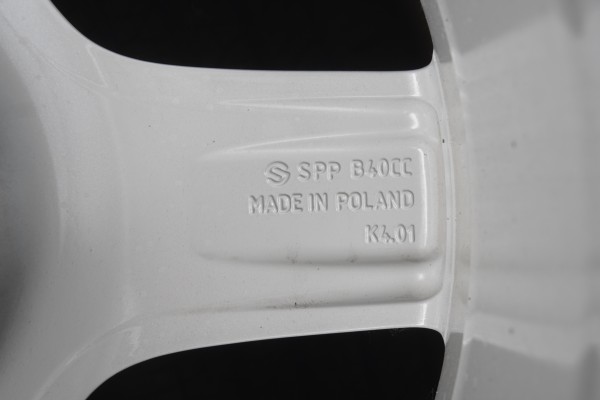 SPP B40CC
MADE IN POLAND
K4.01